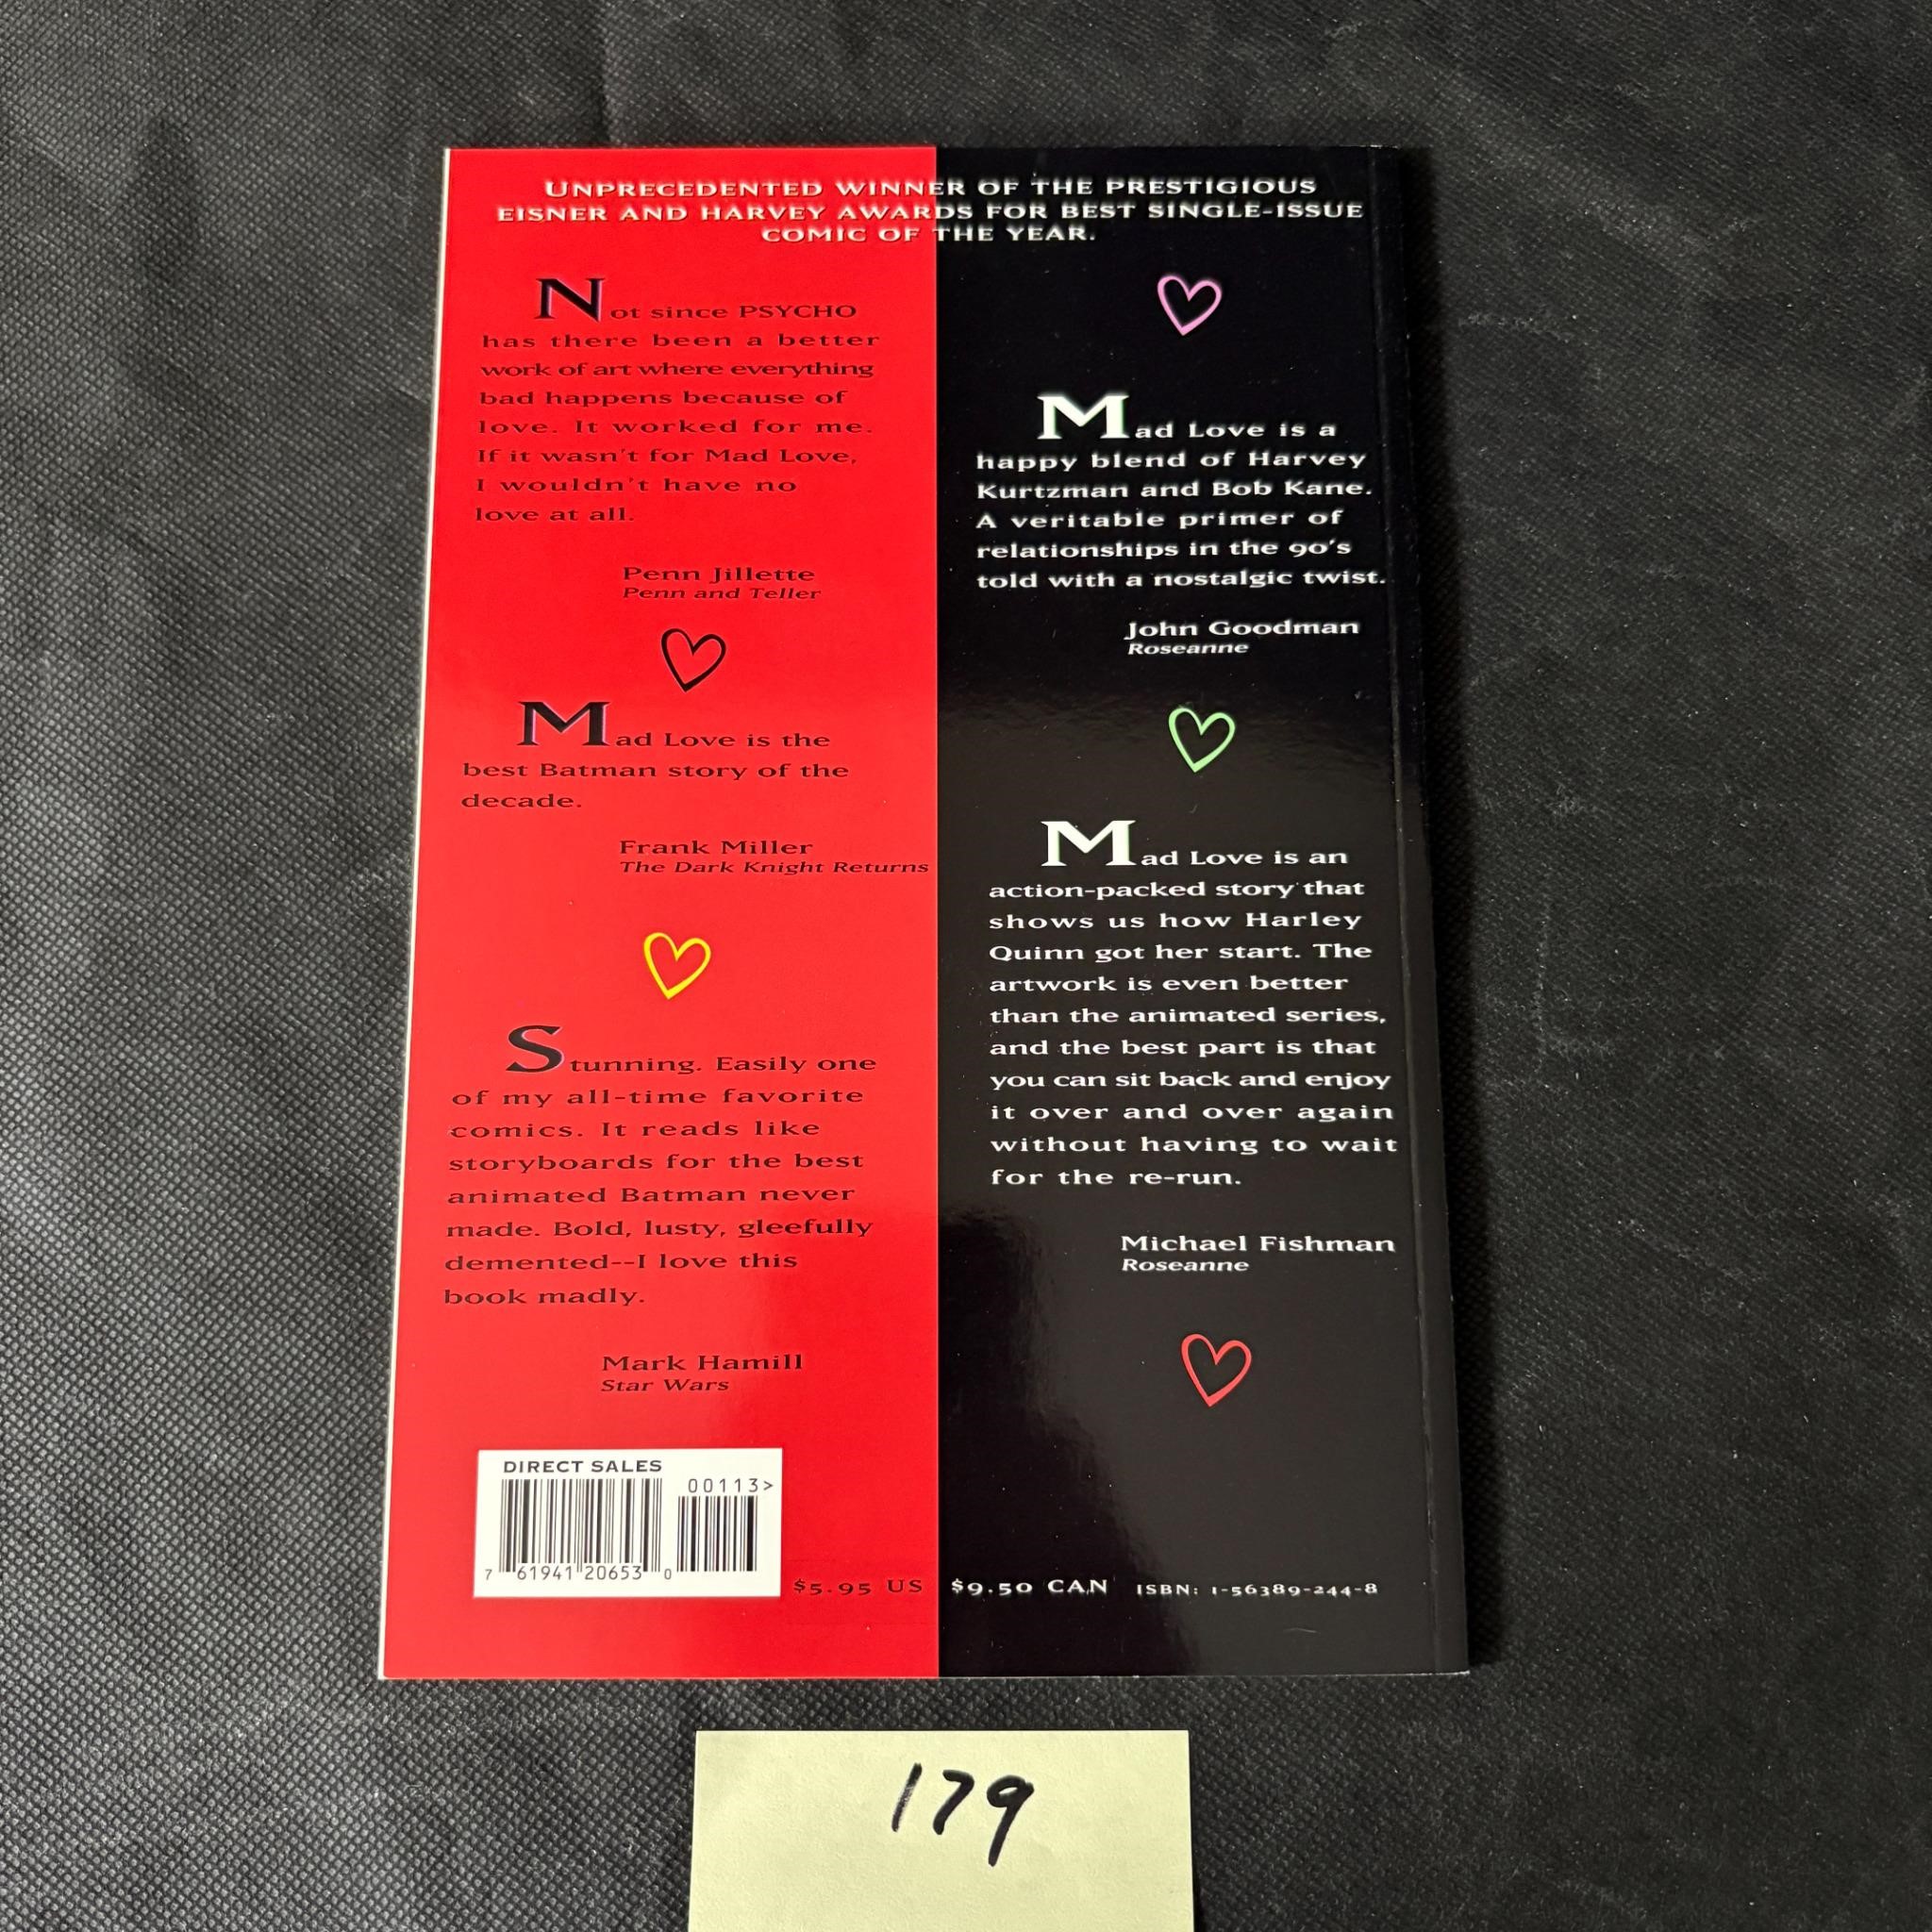 UNPRECEDENTED WINNER OF THE PRESTIGIOUS
EISNER AND HARVEY AWARDS FOR BEST SINGLE-ISSUE
COMIC OF THE YEAR.
Not since PSYCHO
has there been a better
work of art where everything
bad happens because of
love. It worked for me.
If it wasn't for Mad Love,
I wouldn't have no
love at all.
Penn Jillette
Penn and Teller
Mad Love is the
best Batman story of the
decade.
Frank Miller
The Dark Knight Returns
Stunning. Easily one
of my all-time favorite
comics. It reads like
storyboards for the best
animated Batman never
made. Bold, lusty, gleefully
demented--I love this
book madly.
Mark Hamill
Star Wars
Mad Love is a
happy blend of Harvey
Kurtzman and Bob Kane.
A veritable primer of
relationships in the 90's
told with a nostalgic twist.
John Goodman
Roseanne
Mad Love is an
action-packed story that
shows us how Harley
Quinn got her start. The
artwork is even better
than the animated series,
and the best part is that
you can sit back and enjoy
it over and over again
without having to wait
for the re-run.
Michael Fishman
Roseanne
DIRECT SALES
00113>
7 61941 20653 0
$5.95 US $9.50 CAN ISBN: 1-56389-244-8
179